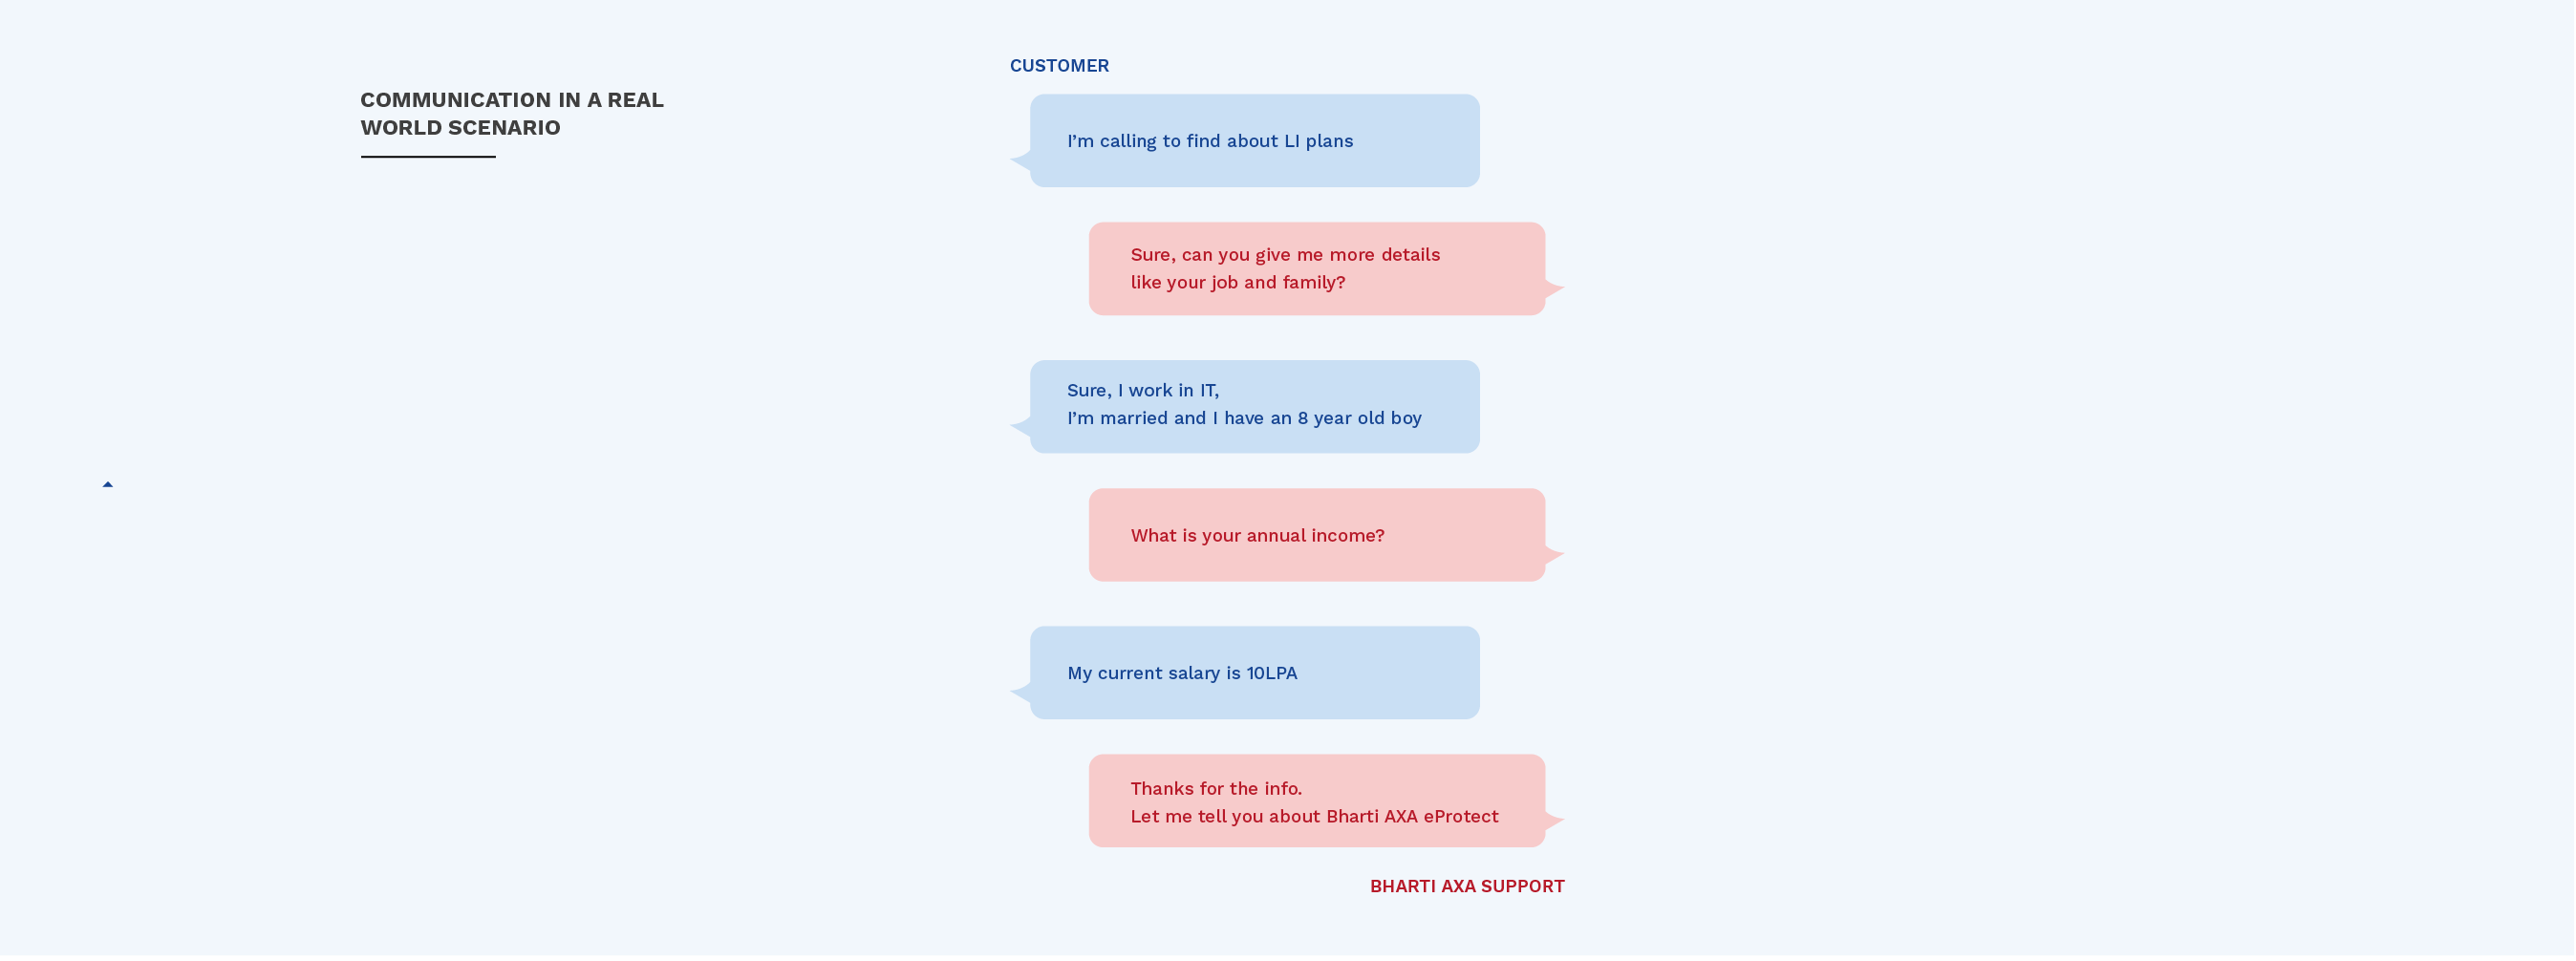 COMMUNICATION IN A REAL
WORLD SCENARIO
CUSTOMER
I’m calling to find about LI plans
Sure, can you give me more details
like your job and family?
Sure, I work in IT,
I’m married and I have an 8 year old boy
What is your annual income?
My current salary is 10LPA
Thanks for the info.
Let me tell you about Bharti AXA eProtect
BHARTI AXA SUPPORT